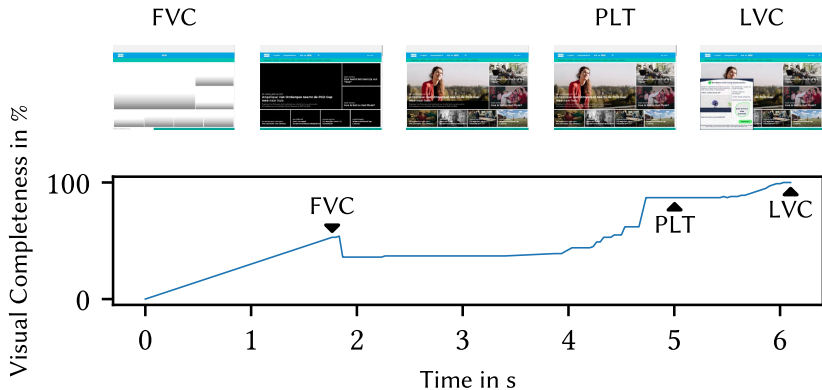 FVC PLT LVC
Visual Completeness in %
100
0
FVC
PLT
LVC
0 1 2 3 4 5 6
Time in s